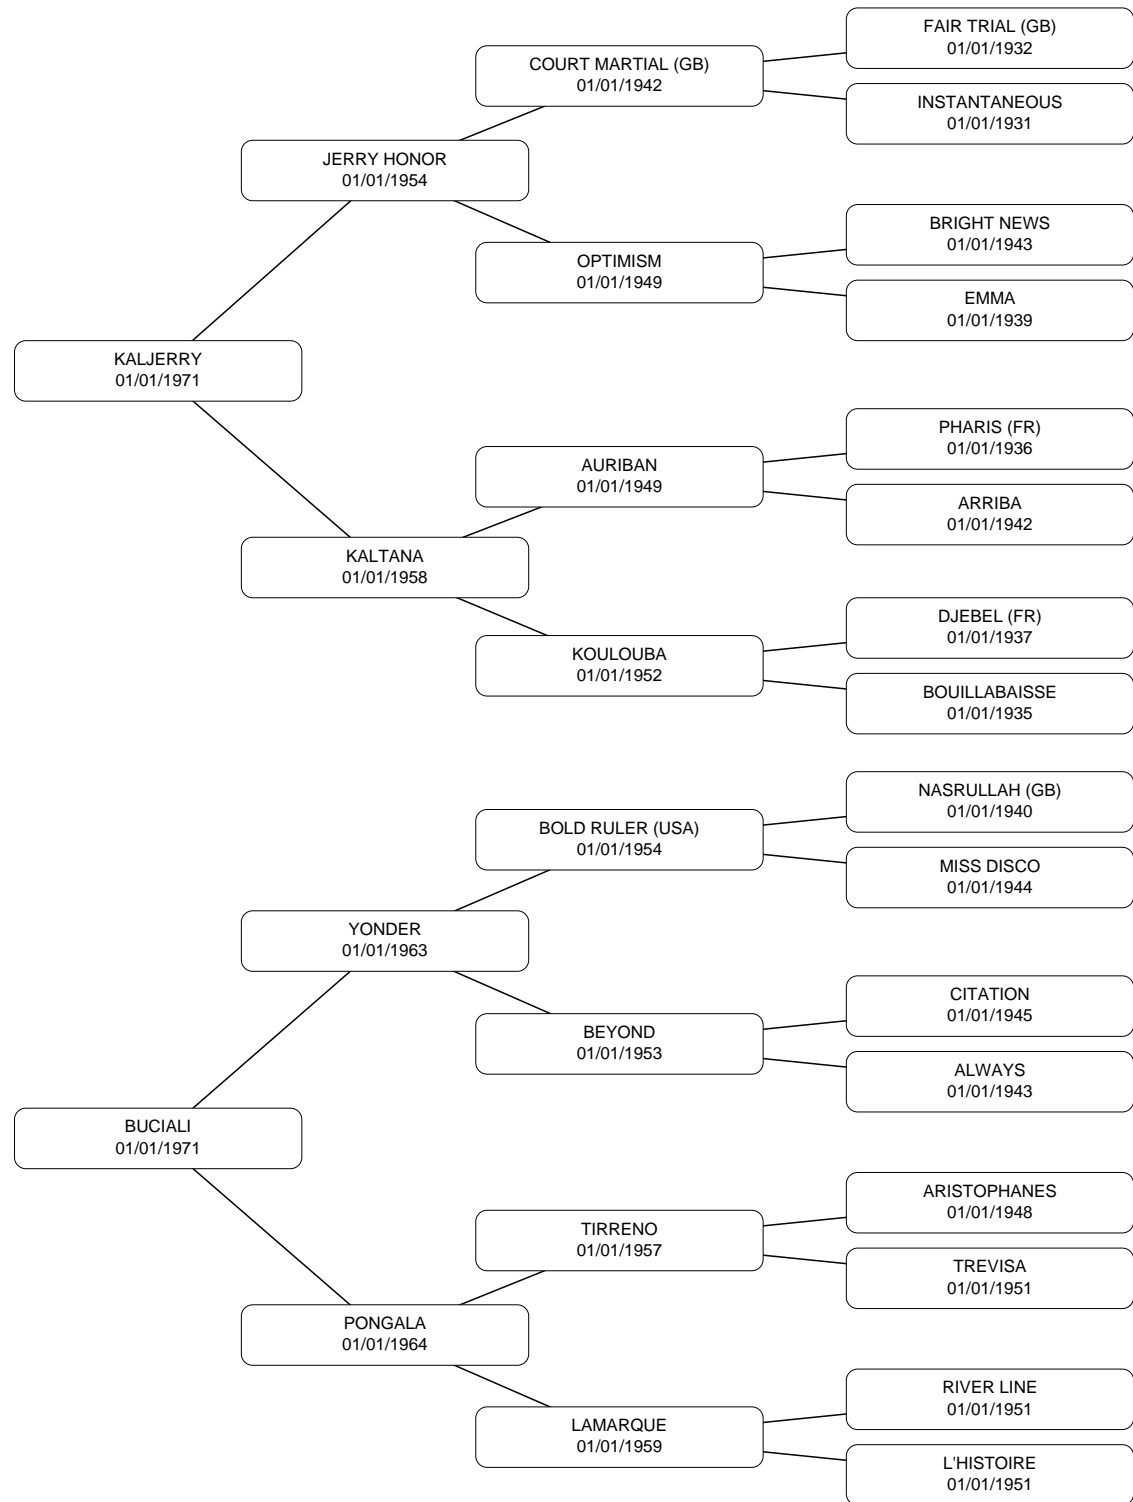 FAIR TRIAL (GB)
01/01/1932
COURT MARTIAL (GB)
01/01/1942
INSTANTANEOUS
01/01/1931
JERRY HONOR
01/01/1954
BRIGHT NEWS
01/01/1943
OPTIMISM
01/01/1949
EMMA
01/01/1939
KALJERRY
01/01/1971
PHARIS (FR)
01/01/1936
AURIBAN
01/01/1949
ARRIBA
01/01/1942
KALTANA
01/01/1958
DJEBEL (FR)
01/01/1937
KOULOUBA
01/01/1952
BOUILLABAISSE
01/01/1935
NASRULLAH (GB)
01/01/1940
BOLD RULER (USA)
01/01/1954
MISS DISCO
01/01/1944
YONDER
01/01/1963
CITATION
01/01/1945
BEYOND
01/01/1953
ALWAYS
01/01/1943
BUCIALI
01/01/1971
ARISTOPHANES
01/01/1948
TIRRENO
01/01/1957
TREVISA
01/01/1951
PONGALA
01/01/1964
RIVER LINE
01/01/1951
LAMARQUE
01/01/1959
L'HISTOIRE
01/01/1951